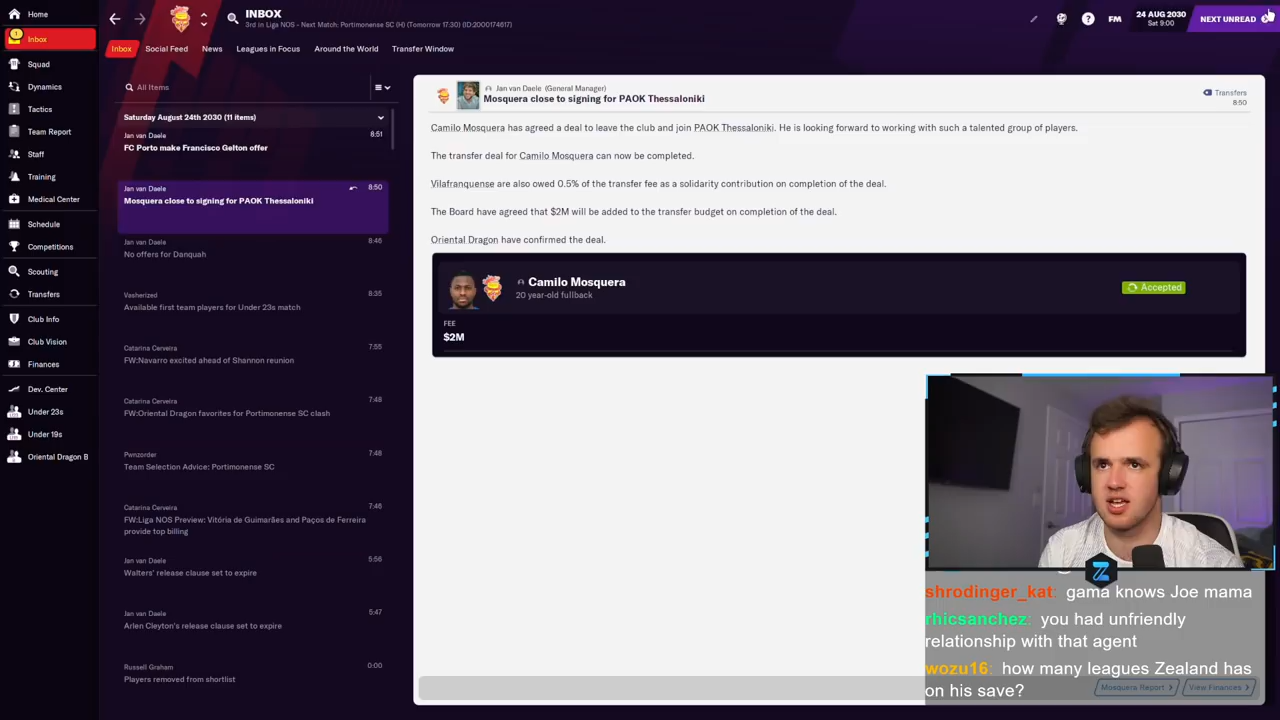 Home
INBOX
3rd in Liga NOS - Next Match: Portimonense SC (H) (Tomorrow 17:30) (ID:2000174617)
FM
24 AUG 2030
Sat 9:00
NEXT UNREAD
1
Inbox
Squad
Dynamics
Tactics
Team Report
Staff
Training
Medical Center
Schedule
Competitions
Scouting
Transfers
Club Info
Club Vision
Finances
Dev. Center
Under 23s
Under 19s
Oriental Dragon B
Inbox Social Feed News Leagues in Focus Around the World Transfer Window
All Items
Saturday August 24th 2030 (11 items)
Jan van Daele 8:51
FC Porto make Francisco Gelton offer
Jan van Daele 8:50
Mosquera close to signing for PAOK Thessaloniki
Jan van Daele 8:46
No offers for Danquah
Vasherized 8:35
Available first team players for Under 23s match
Catarina Cerveira 7:55
FW:Navarro excited ahead of Shannon reunion
Catarina Cerveira 7:48
FW:Oriental Dragon favorites for Portimonense SC clash
Pwnzorder 7:48
Team Selection Advice: Portimonense SC
Catarina Cerveira 7:46
FW:Liga NOS Preview: Vitória de Guimarães and Paços de Ferreira
provide top billing
Jan van Daele 5:56
Walters' release clause set to expire
Jan van Daele 5:47
Arlen Cleyton's release clause set to expire
Russell Graham 0:00
Players removed from shortlist
Jan van Daele (General Manager)
Mosquera close to signing for PAOK Thessaloniki
Transfers
8:50
Camilo Mosquera has agreed a deal to leave the club and join PAOK Thessaloniki. He is looking forward to working with such a talented group of players.
The transfer deal for Camilo Mosquera can now be completed.
Vilafranquense are also owed 0.5% of the transfer fee as a solidarity contribution on completion of the deal.
The Board have agreed that $2M will be added to the transfer budget on completion of the deal.
Oriental Dragon have confirmed the deal.
Camilo Mosquera
20 year-old fullback
Accepted
FEE
$2M
shrodinger_kat: gama knows Joe mama
rhicsanchez: you had unfriendly
relationship with that agent
wozu16: how many leagues Zealand has
on his save?
Mosquera Report
View Finances